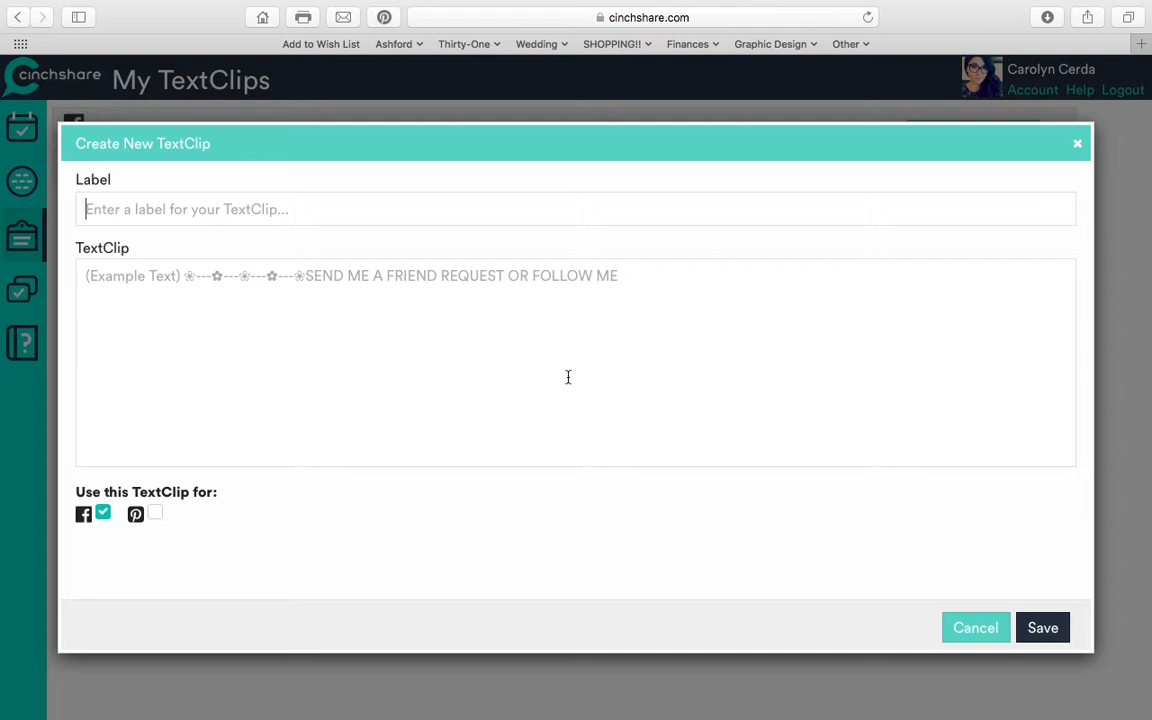 cinchshare.com
Add to Wish List Ashford Thirty-One Wedding SHOPPING!! Finances Graphic Design Other
cinchshare My TextClips
Carolyn Cerda
Account Help Logout
Create New TextClip
Label
Enter a label for your TextClip...
TextClip
(Example Text) ❀---✿---❀---✿---❀SEND ME A FRIEND REQUEST OR FOLLOW ME
Use this TextClip for:
Cancel Save